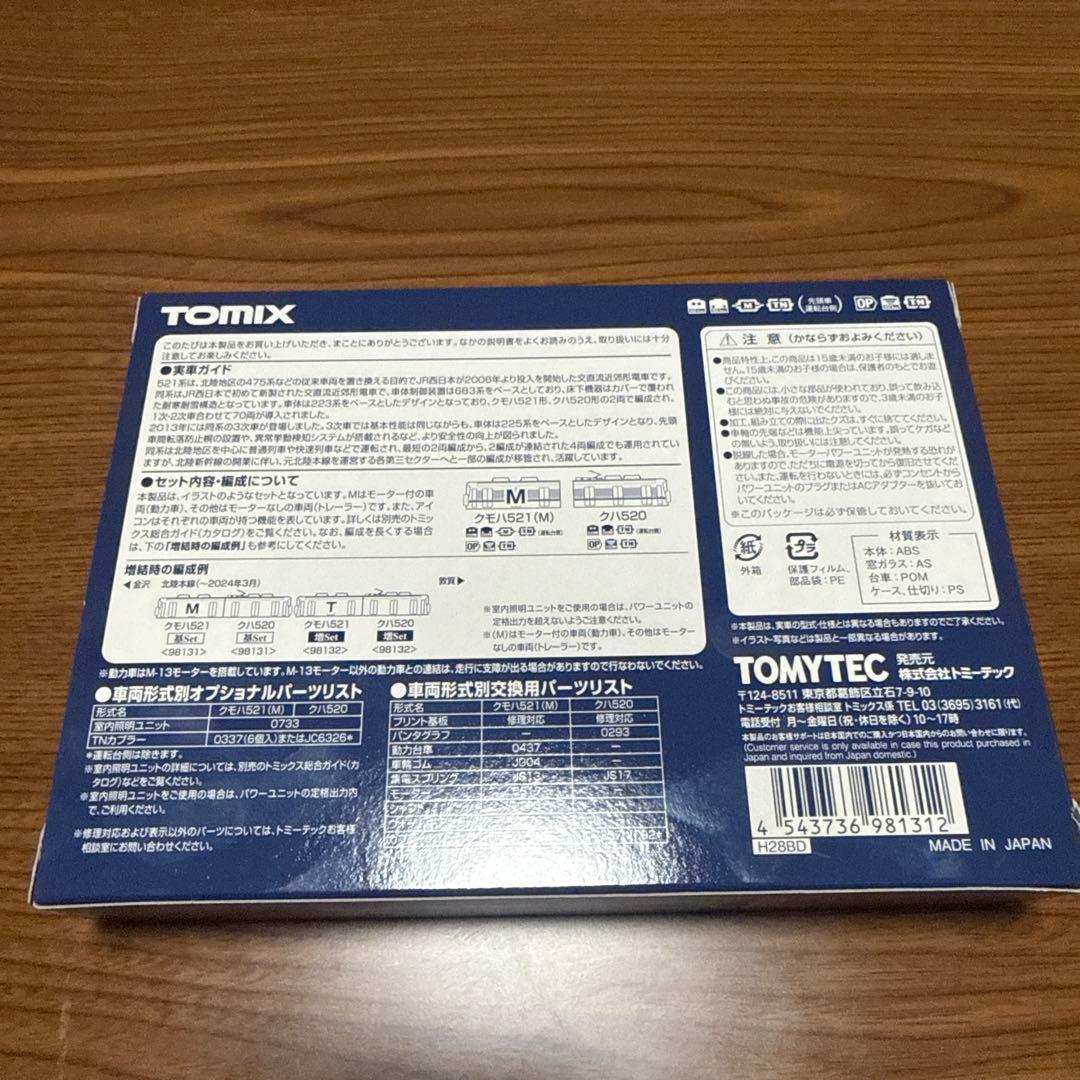 TOMIX
(先頭車運転台側)
OP
TN
このたびは本製品をお買い上げいただき、まことにありがとうございます。なかの説明書をよくお読みのうえ、取り扱いには十分
注意してお楽しみください。
●実車ガイド
521系は、北陸地区の475系などの従来車両を置き換える目的でJR西日本が2006年より投入を開始した交直流近郊形電車です。
同系はJR西日本で初めて新製された交直流近郊形電車で、車体制御装置は683系をベースとしており、床下機器はカバーで覆われ
た耐寒耐雪構造となっています。車体は223系をベースとしたデザインとなっており、クモハ521形、クハ520形の2両で編成され、
1次・2次車合わせて70両が導入されました。
2013年には同系の3次車が登場しました。3次車では基本性能は同じながらも、車体は225系をベースとしたデザインとなり、先頭
車間転落防止幌の設置や、異常挙動検知システムが搭載されるなど、より安全性の向上が図られました。
同系は北陸地区を中心に普通列車や快速列車などで運転され、最短の2両編成から、2編成が連結された4両編成でも運用されてい
ますが、北陸新幹線の開業に伴い、元北陸本線を運営する各第三セクターへと一部の編成が移管され、活躍しています。
●セット内容・編成について
本製品は、イラストのようなセットとなっています。Mはモーター付の車
両(動力車)、その他はモーターなしの車両(トレーラー)です。また、アイ
コンはそれぞれの車両が持つ機能を表しています。詳しくは別売のトミッ
クス総合ガイド(カタログ)をご覧ください。なお、編成を長くする場合
は、下の「増結時の編成例」も参考にしてください。
M
クモハ521(M) クハ520
増結時の編成例
◀金沢 北陸本線(〜2024年3月) 敦賀▶
M T
クモハ521 クハ520 クモハ521 クハ520
基Set 基Set 増Set 増Set
<98131> <98131> <98132> <98132>
※室内照明ユニットをご使用の場合は、パワーユニットの
定格出力を超えないようご注意ください。
※(M)はモーター付の車両(動力車)、その他はモーター
なしの車両(トレーラー)です。
※動力車はM-13モーターを搭載しています。M-13モーター以外の動力車との連結は、走行に支障が出る場合がありますので行なわないでください。
●車両形式別オプショナルパーツリスト
形式名 クモハ521(M) クハ520
室内照明ユニット 0733
TNカプラー 0337(6個入)またはJC6326*
*運転台側は除きます。
※室内照明ユニットの詳細については、別売のトミックス総合ガイド(カ
タログ)などをご覧ください。
※室内照明ユニットをご使用の場合は、パワーユニットの定格出力内
で、ご利用ください。
※修理対応および表示以外のパーツについては、トミーテックお客様
相談室にお問い合わせください。
●車両形式別交換用パーツリスト
形式名 クモハ521(M) クハ520
プリント基板 修理対応 修理対応
パンタグラフ ー 0293
動力台車 0437 ー
車輪ゴム JG04 ー
集電スプリング JS13 JS17
モーター
⚠ 注 意 (かならずおよみください)
●商品特性上、この商品は15歳未満のお子様には適しま
せん。15歳未満のお子様の場合は、保護者のもとでお遊
びください。
●この商品には、小さな部品が使われており、誤って飲み込
むと思わぬ事故の危険がありますので、3歳未満のお子
様には絶対に与えないでください。
●加工、組み立ての際に出たクズは、すぐに捨ててください。
●車軸の先端などは機能上尖っています。誤ってケガなど
の無いよう、取り扱いには注意してください。
●脱線した場合、モーターパワーユニットが発熱する恐れが
ありますので、ただちに電源を切ってから復旧させてくだ
さい。また、運転を行わないときには、必ずコンセントから
パワーユニットのプラグまたはACアダプターを抜いてお
いてください。
※このパッケージは必ず保管しておいてください。
紙
外箱
プラ
保護フィルム、
部品袋:PE
材質表示
本体:ABS
窓ガラス:AS
台車:POM
ケース、仕切り:PS
※本製品は、実車の型式・仕様とは異なる場合もありますのでご了承ください。
※イラスト・写真などは製品と一部異なる場合があります。
TOMYTEC 発売元 株式会社トミーテック
〒124-8511 東京都葛飾区立石7-9-10
トミーテックお客様相談室 トミックス係 TEL 03(3695)3161(代)
電話受付 月〜金曜日(祝・休日を除く)10〜17時
本製品のお客様サポートは日本国内でのご購入かつ日本国内からのお問い合わせに限ります。
(Customer service is only available in case this product purchased in
Japan and inquired from Japan domestic.)
4 543736 981312
H28BD
MADE IN JAPAN